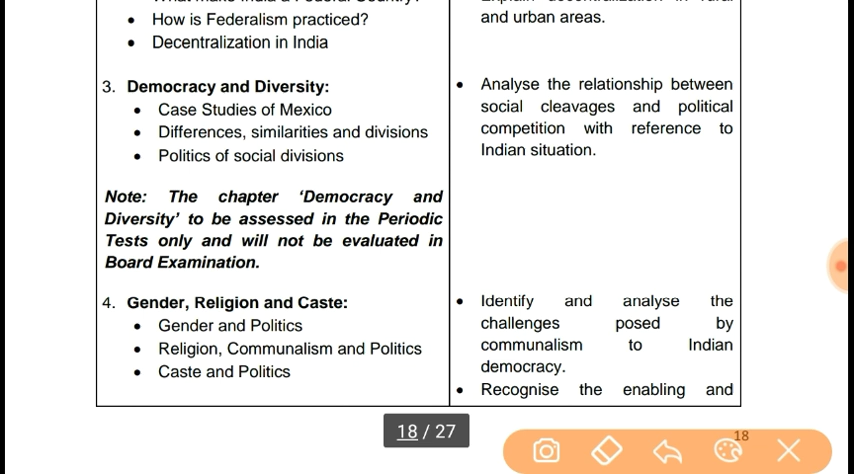 How is Federalism practiced?
Decentralization in India
and urban areas.
3. Democracy and Diversity:
• Case Studies of Mexico
• Differences, similarities and divisions
• Politics of social divisions
Note: The chapter ‘Democracy and
Diversity’ to be assessed in the Periodic
Tests only and will not be evaluated in
Board Examination.
• Analyse the relationship between
social cleavages and political
competition with reference to
Indian situation.
4. Gender, Religion and Caste:
• Gender and Politics
• Religion, Communalism and Politics
• Caste and Politics
• Identify and analyse the
challenges posed by
communalism to Indian
democracy.
• Recognise the enabling and
18 / 27
18